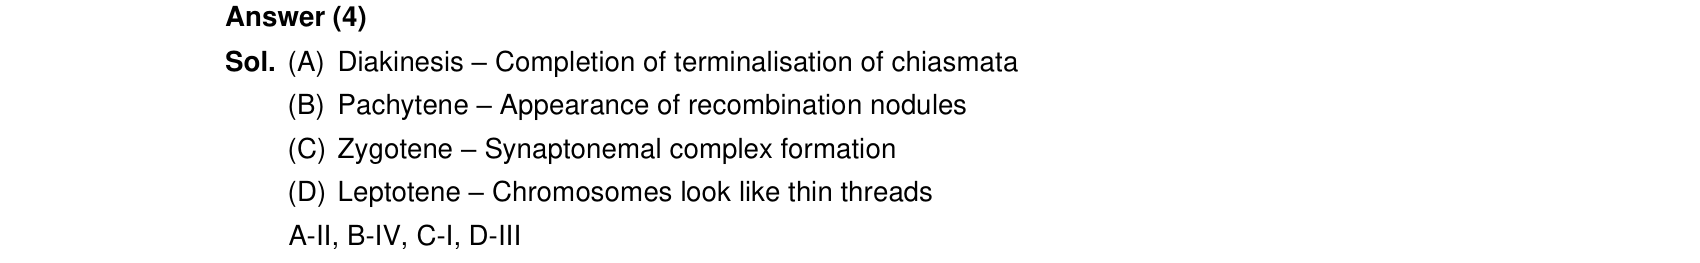 Answer (4)
Sol. (A) Diakinesis – Completion of terminalisation of chiasmata
(B) Pachytene – Appearance of recombination nodules
(C) Zygotene – Synaptonemal complex formation
(D) Leptotene – Chromosomes look like thin threads
A-II, B-IV, C-I, D-III